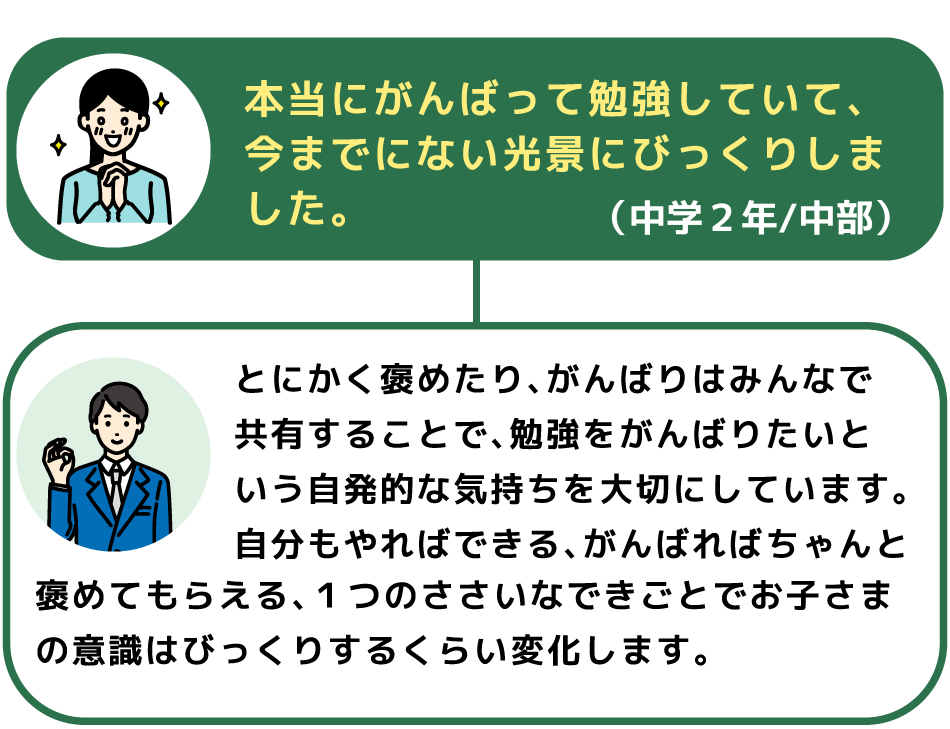 本当にがんばって勉強していて、
今までにない光景にびっくりしま
した。
（中学２年/中部）
とにかく褒めたり、がんばりはみんなで
共有することで、勉強をがんばりたいと
いう自発的な気持ちを大切にしています。
自分もやればできる、がんばればちゃんと
褒めてもらえる、１つのささいなできごとでお子さま
の意識はびっくりするくらい変化します。